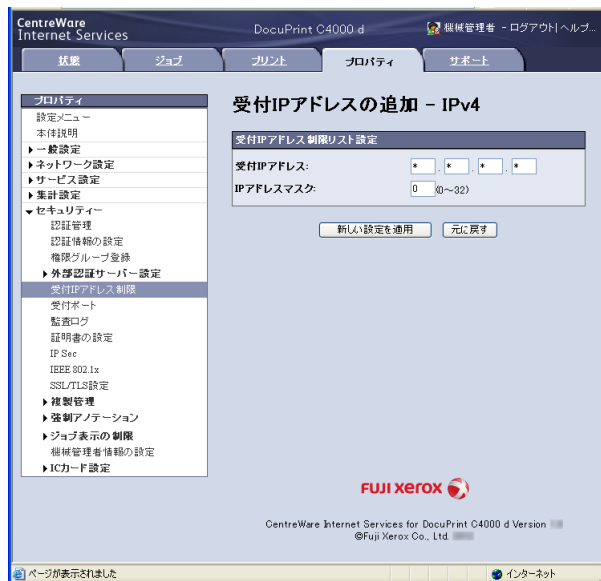 CentreWare
Internet Services
DocuPrint C4000 d
機械管理者 - ログアウト| ヘルプ...
状態
ジョブ
プリント
プロパティ
サポート
プロパティ
設定メニュー
本体説明
一般設定
ネットワーク設定
サービス設定
集計設定
セキュリティー
認証管理
認証情報の設定
権限グループ登録
外部認証サーバー設定
受付IPアドレス制限
受付ポート
監査ログ
証明書の設定
IP Sec
IEEE 802.1x
SSL/TLS設定
複製管理
強制アノテーション
ジョブ表示の制限
機械管理者情報の設定
ICカード設定
受付IPアドレスの追加 - IPv4
受付IPアドレス制限リスト設定
受付IPアドレス: * . * . * . *
IPアドレスマスク: 0 (0~32)
新しい設定を適用
元に戻す
FUJI XEROX
CentreWare Internet Services for DocuPrint C4000 d Version
©Fuji Xerox Co., Ltd.
ページが表示されました
インターネット